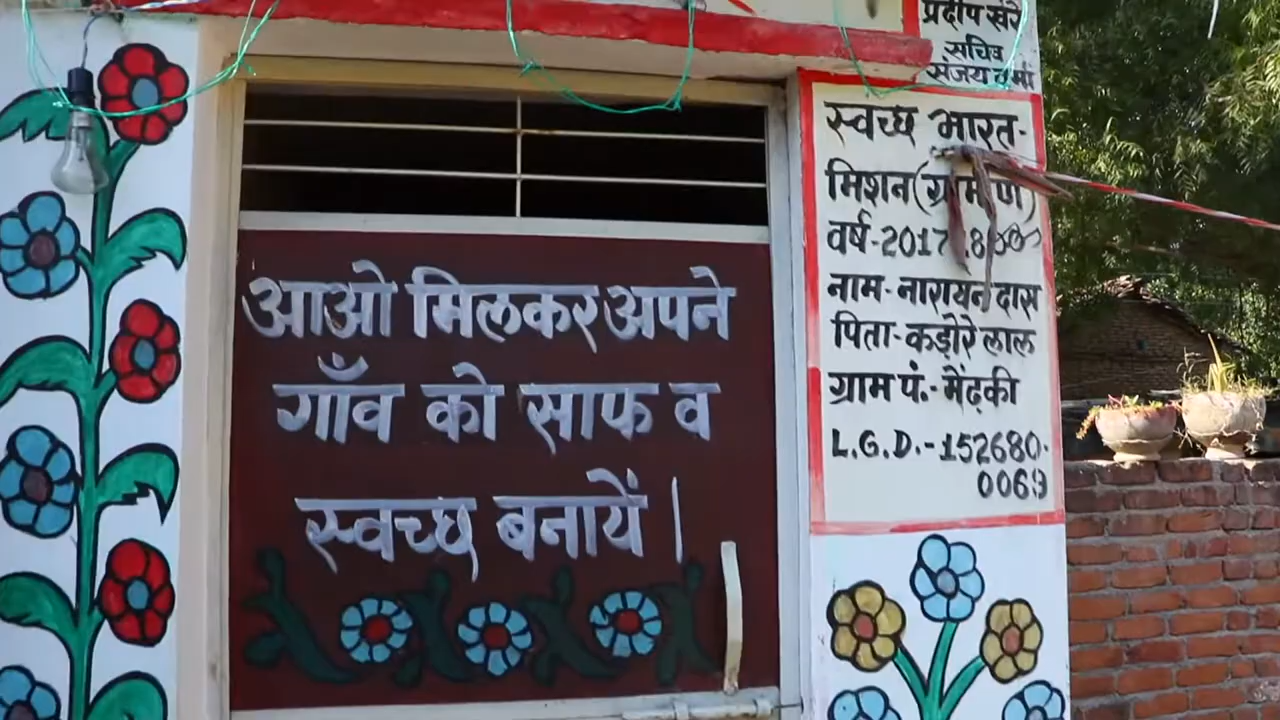 प्रदीप खरे
सचिव
संजय वर्मा
आओ मिलकर अपने
गाँव को साफ व
स्वच्छ बनायें |
स्वच्छ भारत-
मिशन (ग्रामीण)
वर्ष-2017
नाम- नारायन दास
पिता- कड़ोरे लाल
ग्राम पं.- मेंढ़की
L.G.D.-152680-
0069